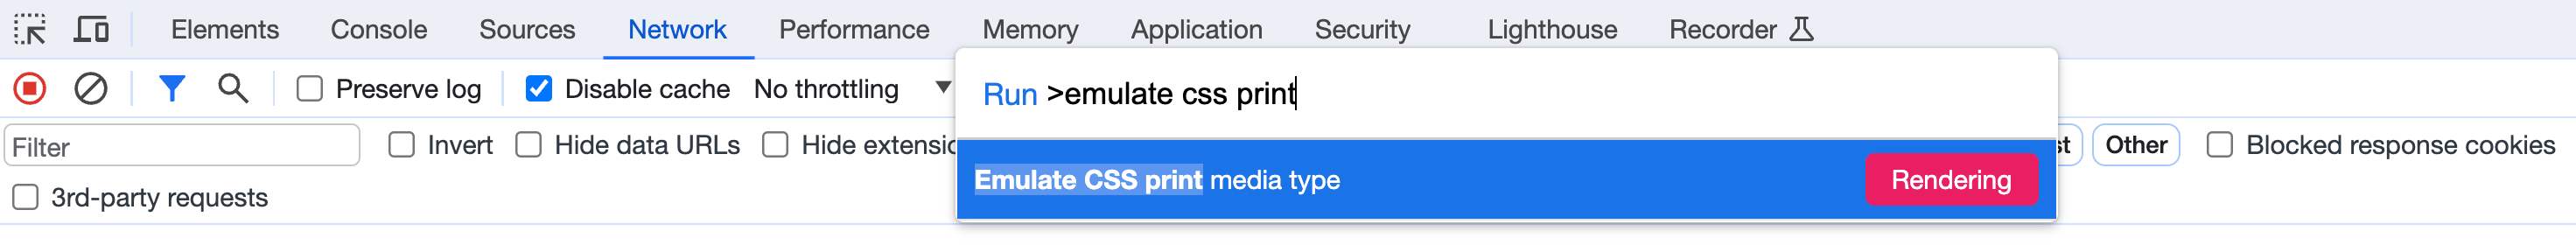 Elements Console Sources Network Performance Memory Application Security Lighthouse Recorder
Preserve log Disable cache No throttling
Run >emulate css print
Filter Invert Hide data URLs Hide Other Blocked response cookies
Emulate CSS print media type Rendering
3rd-party requests